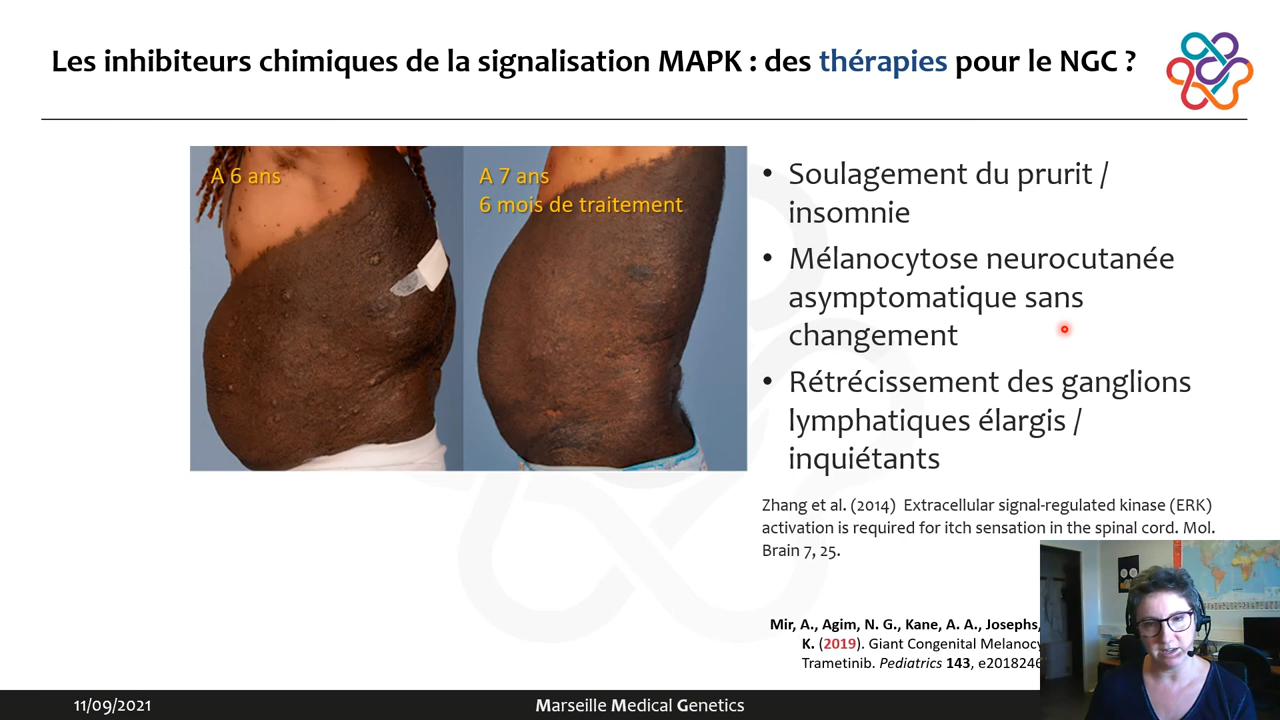 Les inhibiteurs chimiques de la signalisation MAPK : des thérapies pour le NGC ?
A 6 ans
A 7 ans
6 mois de traitement
• Soulagement du prurit /
insomnie
• Mélanocytose neurocutanée
asymptomatique sans
changement
• Rétrécissement des ganglions
lymphatiques élargis /
inquiétants
Zhang et al. (2014) Extracellular signal-regulated kinase (ERK)
activation is required for itch sensation in the spinal cord. Mol.
Brain 7, 25.
Mir, A., Agim, N. G., Kane, A. A., Josephs,
K. (2019). Giant Congenital
Trametinib. Pediatrics 143,
11/09/2021
Marseille Medical Genetics